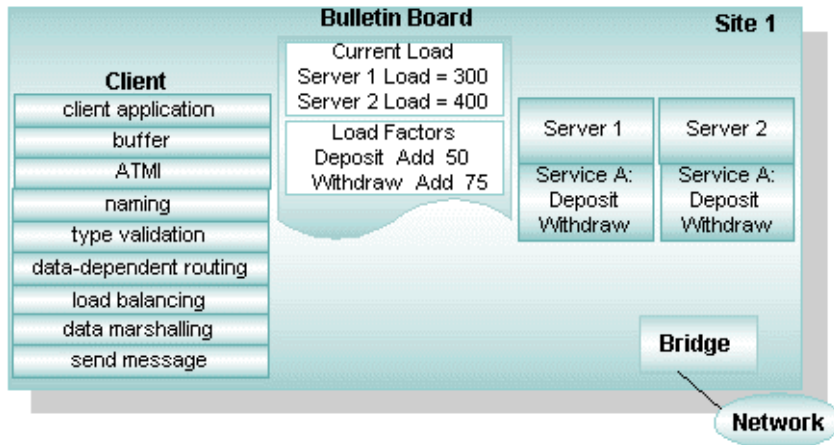 Bulletin Board
Site 1
Current Load
Server 1 Load = 300
Server 2 Load = 400
Load Factors
Deposit Add 50
Withdraw Add 75
Client
client application
buffer
ATMI
naming
type validation
data-dependent routing
load balancing
data marshalling
send message
Server 1
Service A:
Deposit
Withdraw
Server 2
Service A:
Deposit
Withdraw
Bridge
Network